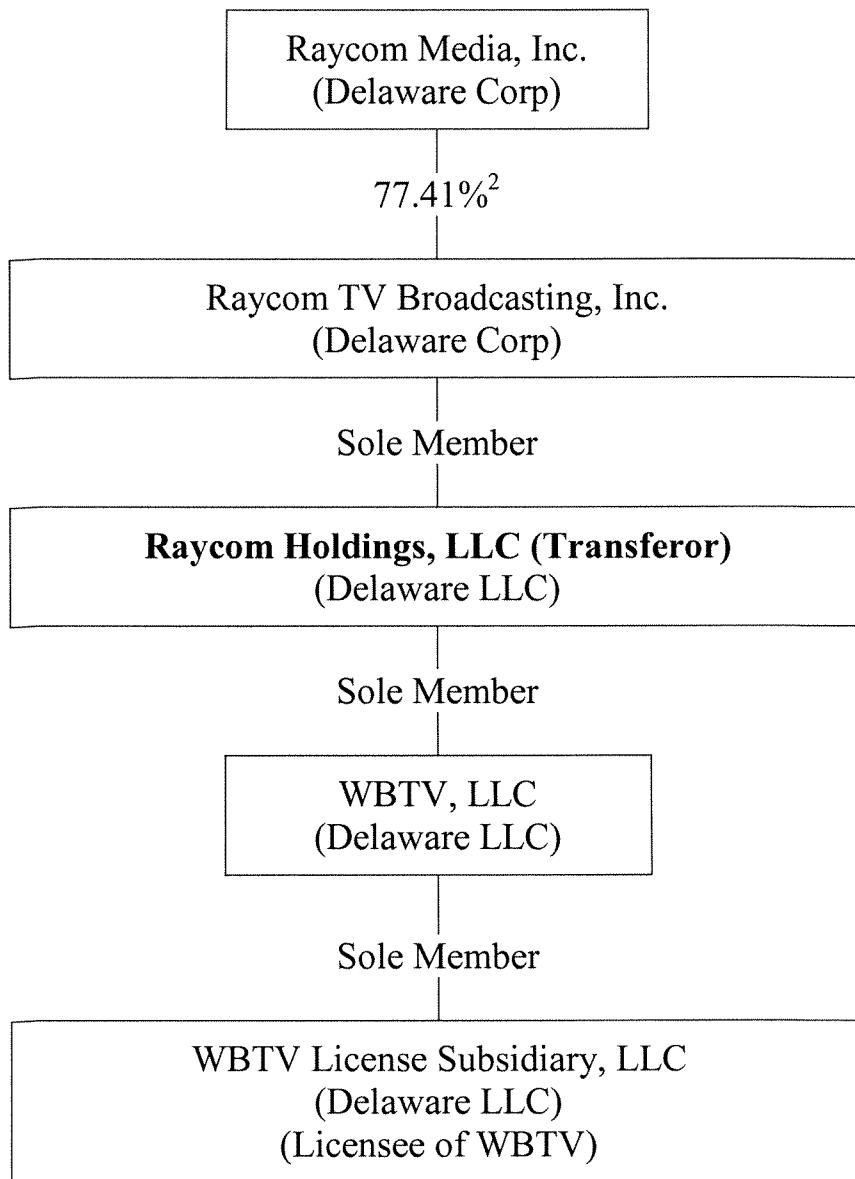 Raycom Media, Inc.
(Delaware Corp)
77.41%²
Raycom TV Broadcasting, Inc.
(Delaware Corp)
Sole Member
Raycom Holdings, LLC (Transferor)
(Delaware LLC)
Sole Member
WBTV, LLC
(Delaware LLC)
Sole Member
WBTV License Subsidiary, LLC
(Delaware LLC)
(Licensee of WBTV)